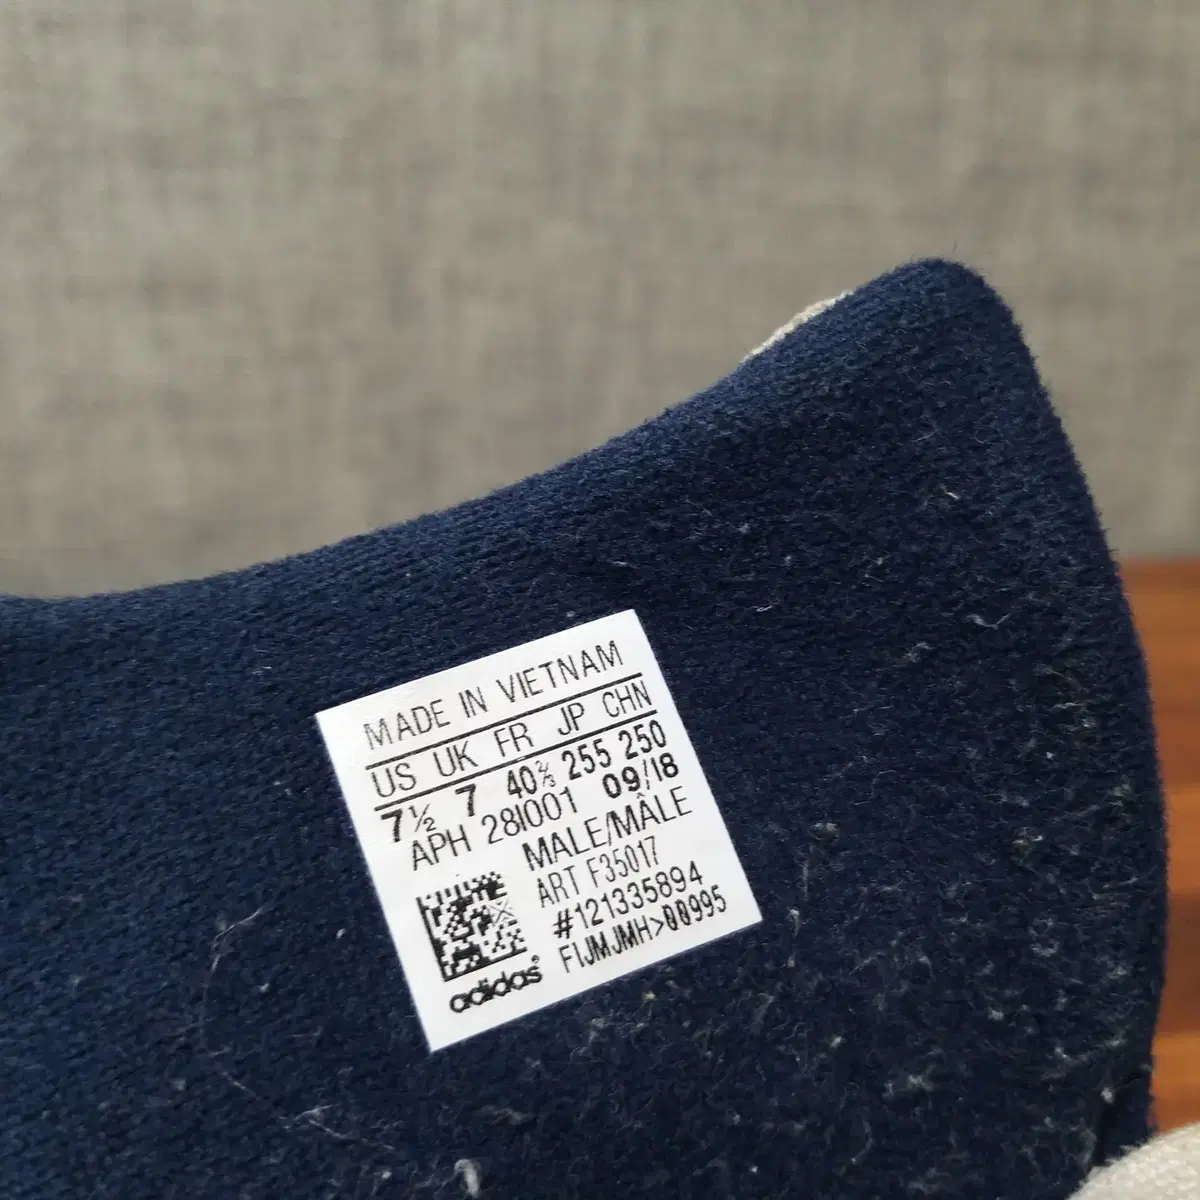 MADE IN VIETNAM
US UK FR JP CHN
7½ 7 40⅔ 255 250
APH 28I001 09/18
MALE/MÂLE
ART F35017
#121335894
FIJMJMH>00995
adidas